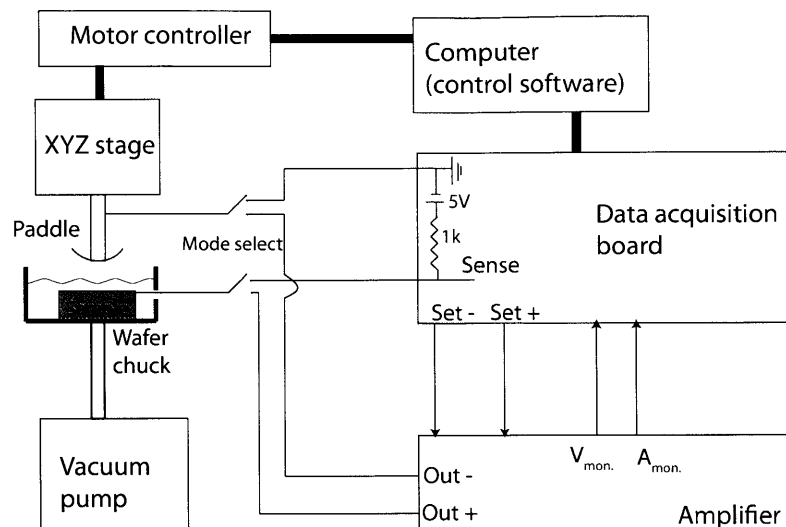 Motor controller
Computer
(control software)
XYZ stage
5V
Data acquisition
board
Paddle
1k
Mode select
Sense
Set - Set +
Wafer
chuck
Vmon. Amon.
Vacuum
pump
Out -
Out +
Amplifier